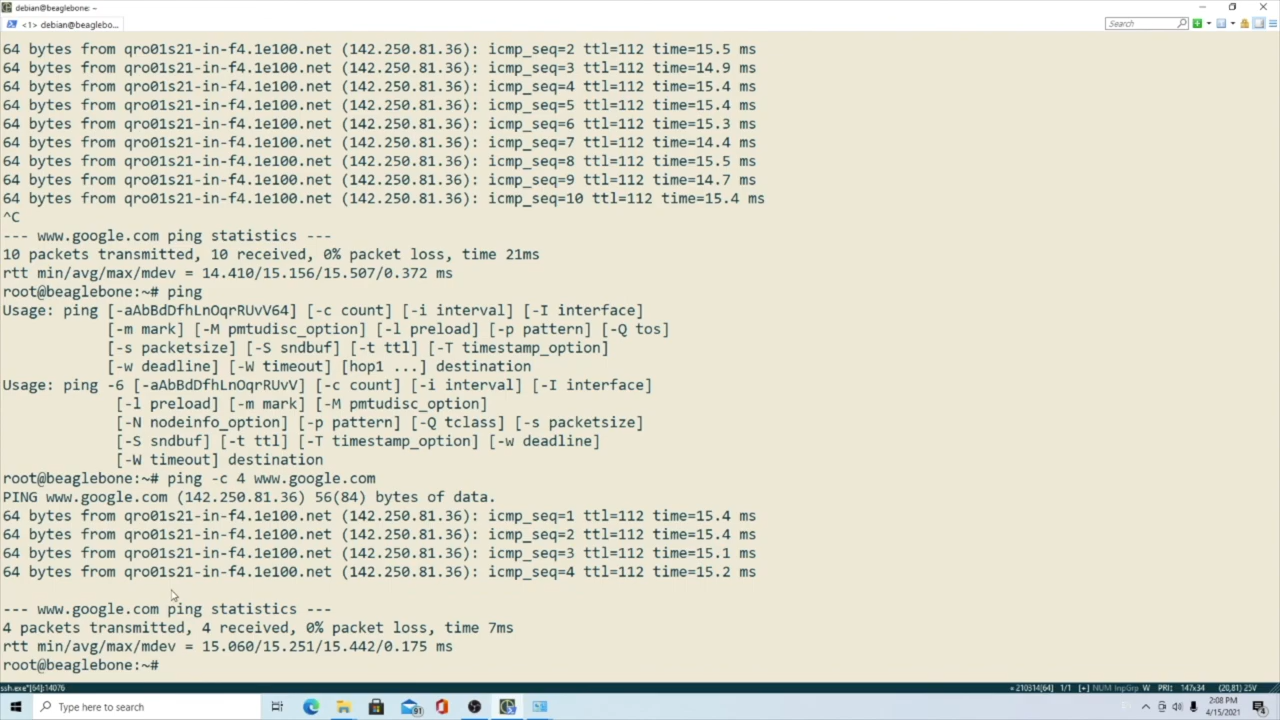 debian@beaglebone: ~
<1> debian@beaglebo...
Search
64 bytes from qro01s21-in-f4.1e100.net (142.250.81.36): icmp_seq=2 ttl=112 time=15.5 ms
64 bytes from qro01s21-in-f4.1e100.net (142.250.81.36): icmp_seq=3 ttl=112 time=14.9 ms
64 bytes from qro01s21-in-f4.1e100.net (142.250.81.36): icmp_seq=4 ttl=112 time=15.4 ms
64 bytes from qro01s21-in-f4.1e100.net (142.250.81.36): icmp_seq=5 ttl=112 time=15.4 ms
64 bytes from qro01s21-in-f4.1e100.net (142.250.81.36): icmp_seq=6 ttl=112 time=15.3 ms
64 bytes from qro01s21-in-f4.1e100.net (142.250.81.36): icmp_seq=7 ttl=112 time=14.4 ms
64 bytes from qro01s21-in-f4.1e100.net (142.250.81.36): icmp_seq=8 ttl=112 time=15.5 ms
64 bytes from qro01s21-in-f4.1e100.net (142.250.81.36): icmp_seq=9 ttl=112 time=14.7 ms
64 bytes from qro01s21-in-f4.1e100.net (142.250.81.36): icmp_seq=10 ttl=112 time=15.4 ms
^C
--- www.google.com ping statistics ---
10 packets transmitted, 10 received, 0% packet loss, time 21ms
rtt min/avg/max/mdev = 14.410/15.156/15.507/0.372 ms
root@beaglebone:~# ping
Usage: ping [-aAbBdDfhLnOqrRUvV64] [-c count] [-i interval] [-I interface]
[-m mark] [-M pmtudisc_option] [-l preload] [-p pattern] [-Q tos]
[-s packetsize] [-S sndbuf] [-t ttl] [-T timestamp_option]
[-w deadline] [-W timeout] [hop1 ...] destination
Usage: ping -6 [-aAbBdDfhLnOqrRUvV] [-c count] [-i interval] [-I interface]
[-l preload] [-m mark] [-M pmtudisc_option]
[-N nodeinfo_option] [-p pattern] [-Q tclass] [-s packetsize]
[-S sndbuf] [-t ttl] [-T timestamp_option] [-w deadline]
[-W timeout] destination
root@beaglebone:~# ping -c 4 www.google.com
PING www.google.com (142.250.81.36) 56(84) bytes of data.
64 bytes from qro01s21-in-f4.1e100.net (142.250.81.36): icmp_seq=1 ttl=112 time=15.4 ms
64 bytes from qro01s21-in-f4.1e100.net (142.250.81.36): icmp_seq=2 ttl=112 time=15.4 ms
64 bytes from qro01s21-in-f4.1e100.net (142.250.81.36): icmp_seq=3 ttl=112 time=15.1 ms
64 bytes from qro01s21-in-f4.1e100.net (142.250.81.36): icmp_seq=4 ttl=112 time=15.2 ms
--- www.google.com ping statistics ---
4 packets transmitted, 4 received, 0% packet loss, time 7ms
rtt min/avg/max/mdev = 15.060/15.251/15.442/0.175 ms
root@beaglebone:~#
ssh.exe*[64]:14076 « 210314[64] 1/1 [+] NUM InpGrp W PRI: 147x34 (20,81) 25V
Type here to search
91
2:08 PM
4/15/2021
4